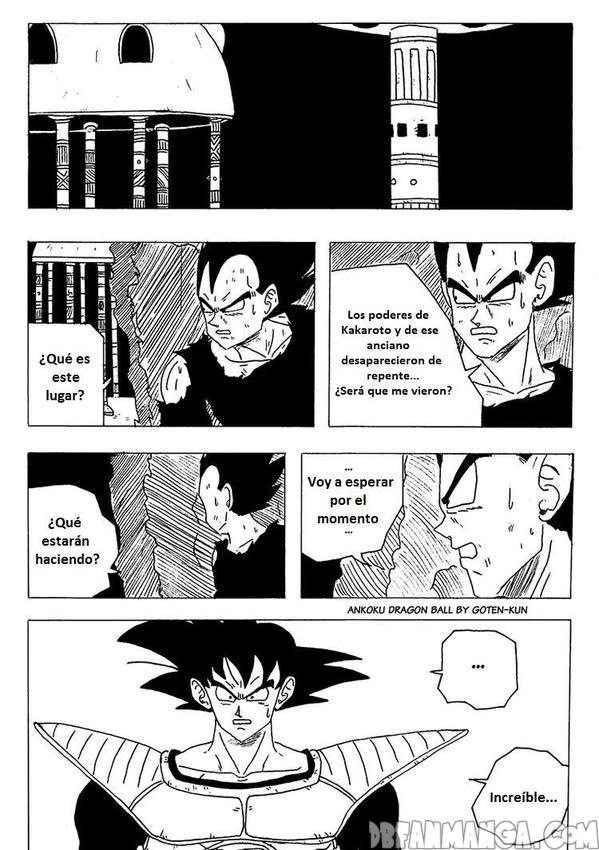 Los poderes de
Kakaroto y de ese
anciano
desaparecieron de
repente...
¿Será que me vieron?
¿Qué es
este
lugar?
...
Voy a esperar
por el
momento
...
¿Qué
estarán
haciendo?
ANKOKU DRAGON BALL BY GOTEN-KUN
...
Increíble...
DBFANMANGA.COM